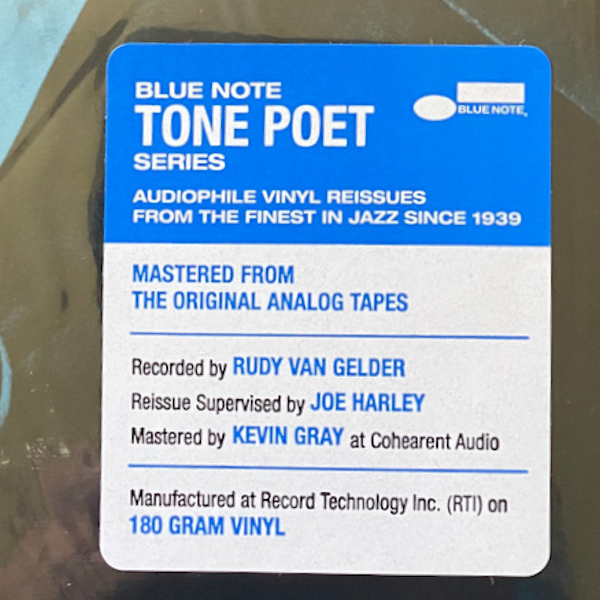 BLUE NOTE
TONE POET
SERIES
BLUE NOTE.
AUDIOPHILE VINYL REISSUES
FROM THE FINEST IN JAZZ SINCE 1939
MASTERED FROM
THE ORIGINAL ANALOG TAPES
Recorded by RUDY VAN GELDER
Reissue Supervised by JOE HARLEY
Mastered by KEVIN GRAY at Cohearent Audio
Manufactured at Record Technology Inc. (RTI) on
180 GRAM VINYL